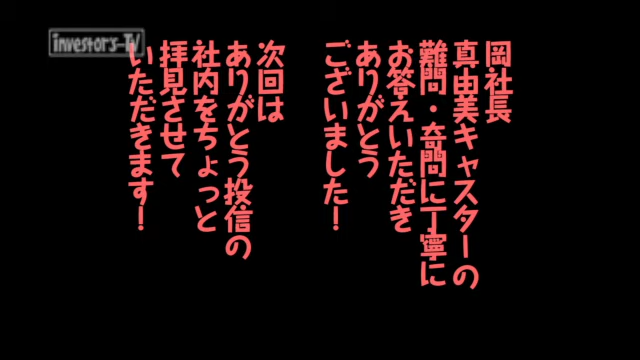 investor's-TV
岡社長
真由美キャスターの
難問・奇問に丁寧に
お答えいただき
ありがとう
ございました！
次回は
ありがとう投信の
社内をちょっと
拝見させて
いただきます！